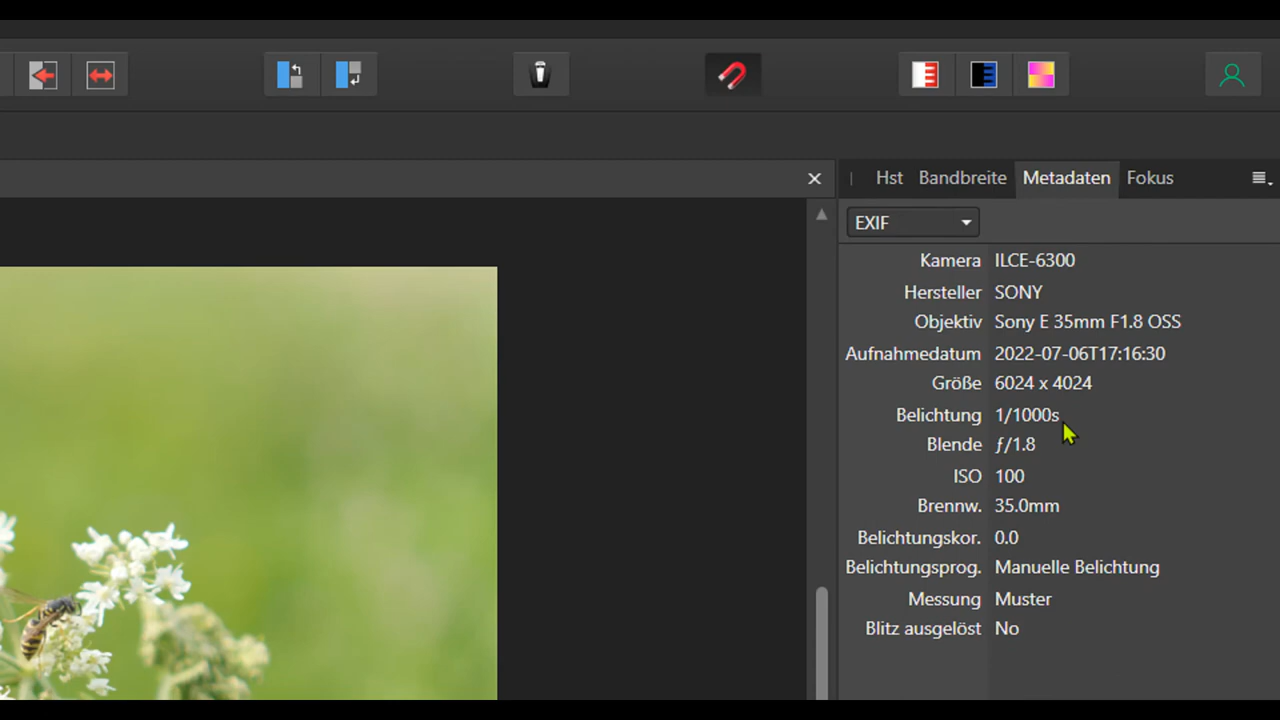 Hst Bandbreite Metadaten Fokus
EXIF
Kamera ILCE-6300
Hersteller SONY
Objektiv Sony E 35mm F1.8 OSS
Aufnahmedatum 2022-07-06T17:16:30
Größe 6024 x 4024
Belichtung 1/1000s
Blende ƒ/1.8
ISO 100
Brennw. 35.0mm
Belichtungskor. 0.0
Belichtungsprog. Manuelle Belichtung
Messung Muster
Blitz ausgelöst No